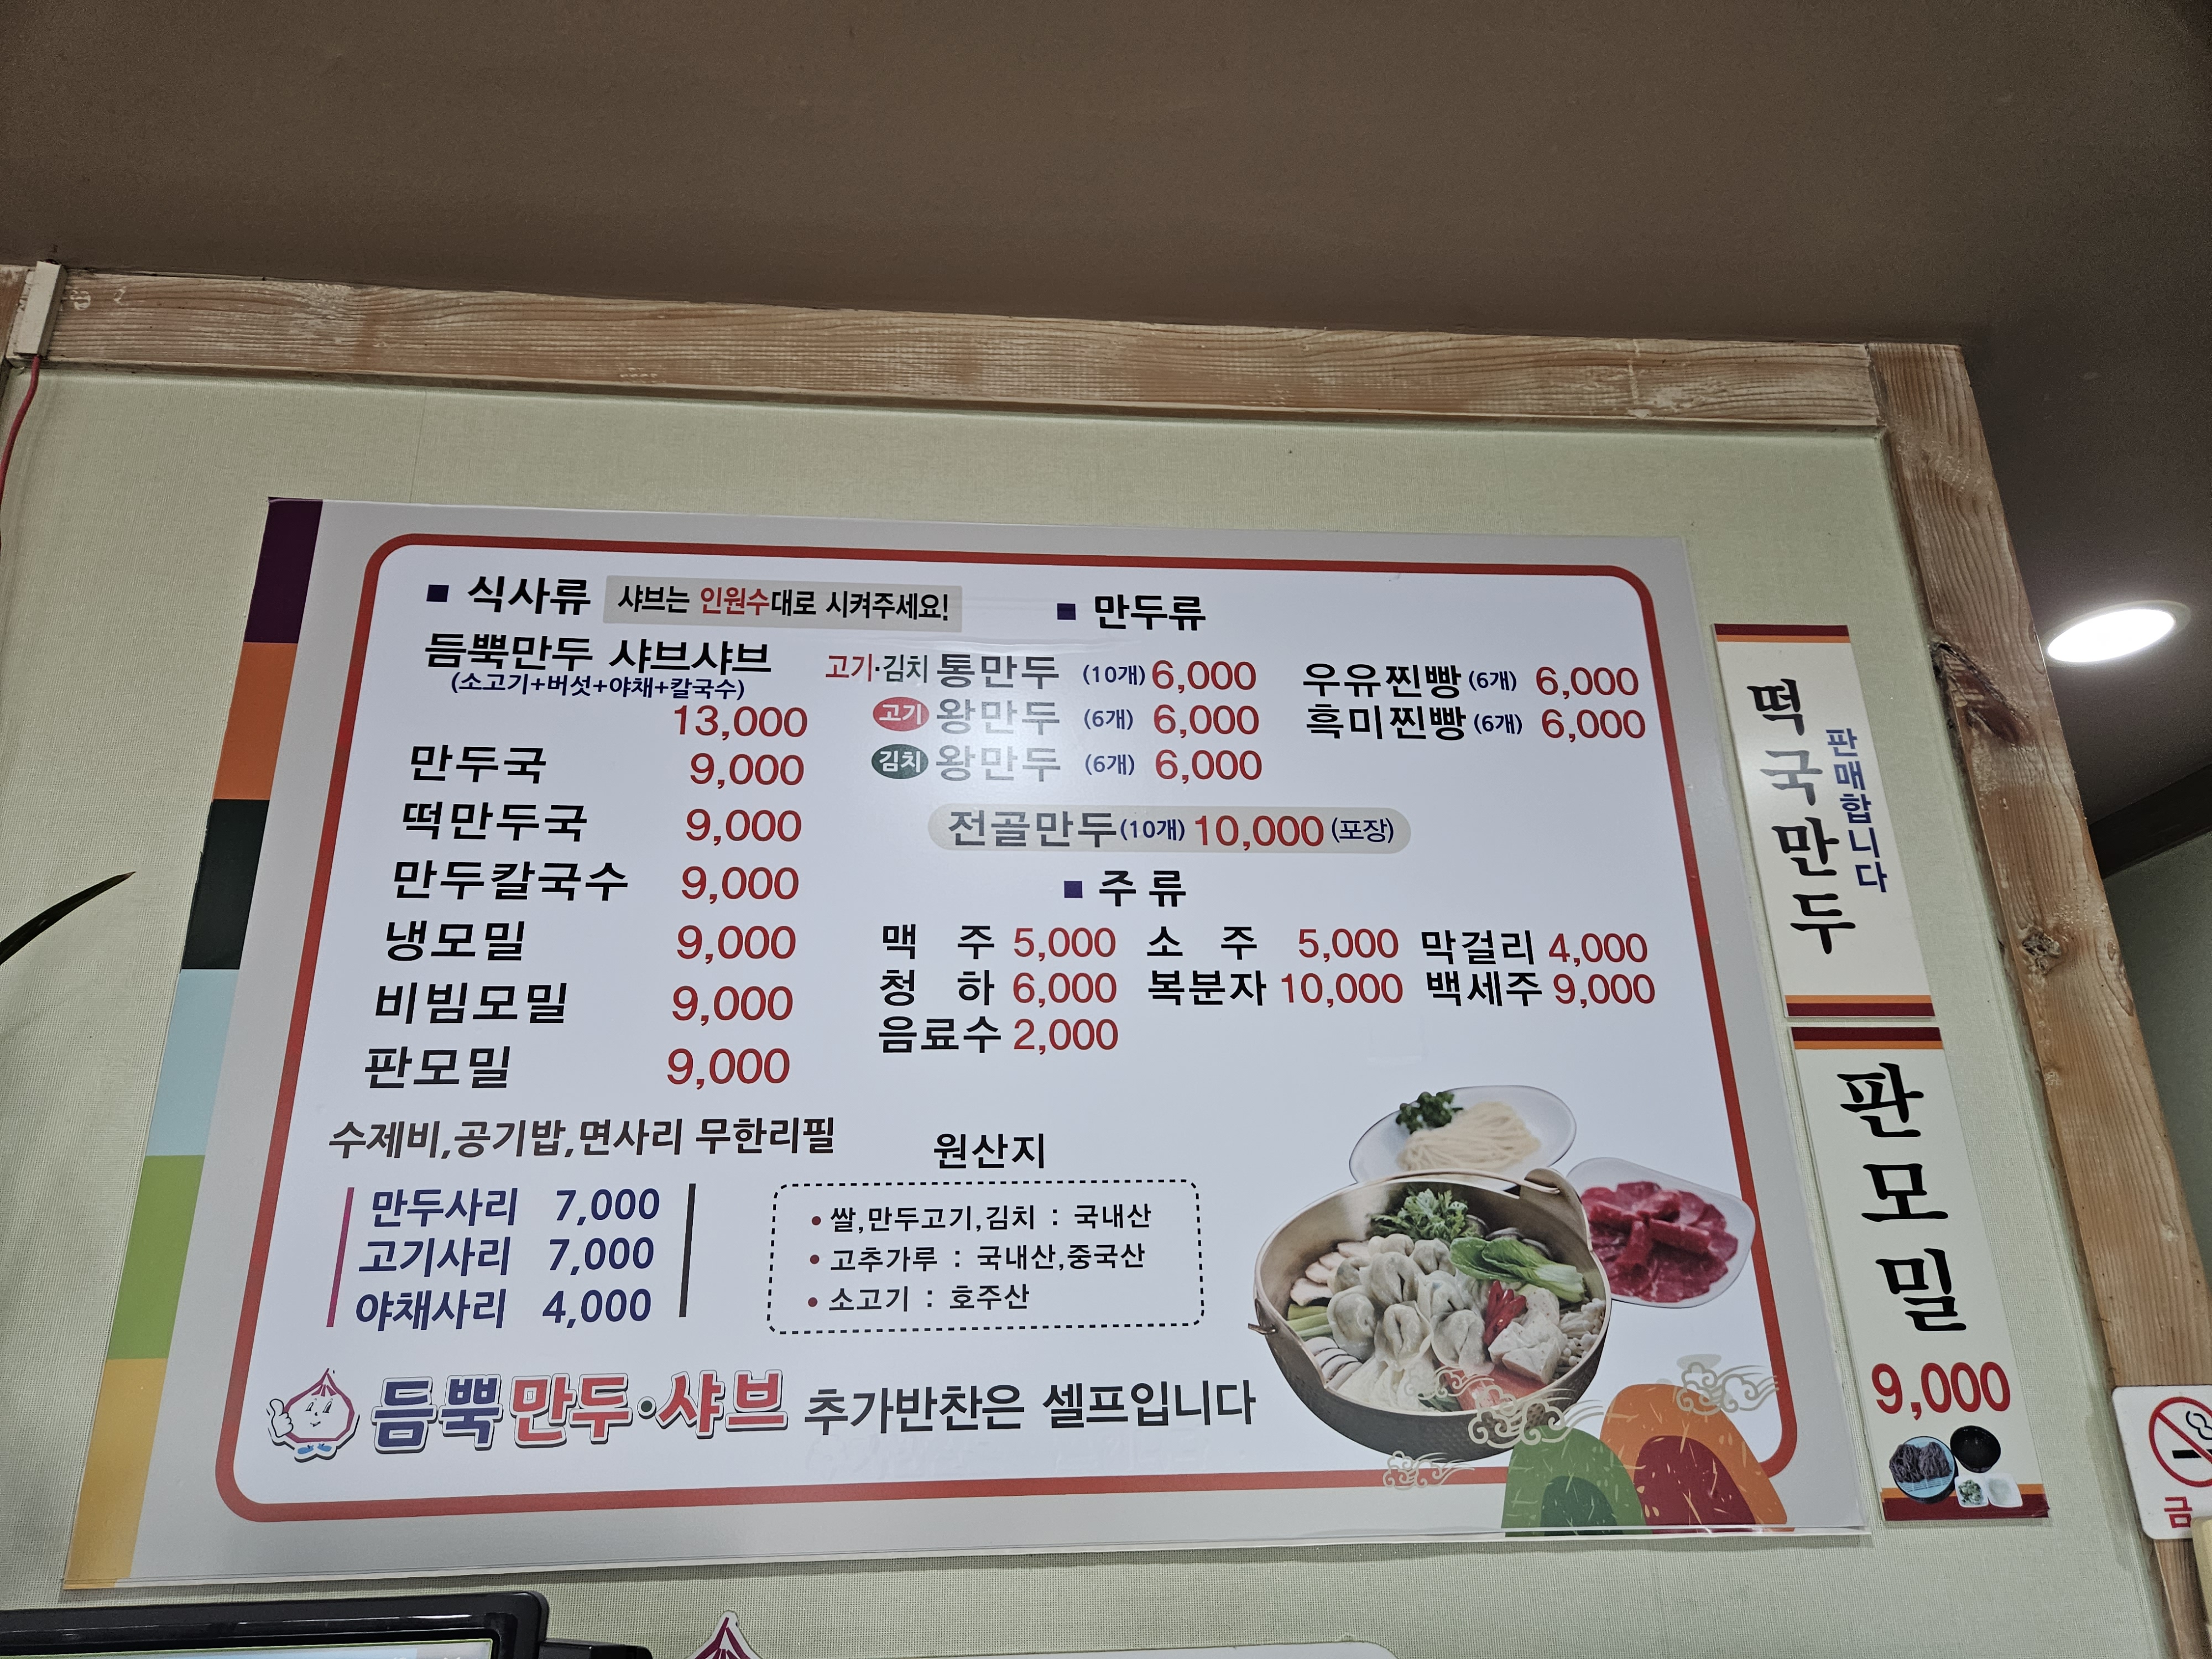 ■ 식사류 샤브는 인원수대로 시켜주세요!
듬뿍만두 샤브샤브
(소고기+버섯+야채+칼국수)
13,000
만두국 9,000
떡만두국 9,000
만두칼국수 9,000
냉모밀 9,000
비빔모밀 9,000
판모밀 9,000
수제비,공기밥,면사리 무한리필
만두사리 7,000
고기사리 7,000
야채사리 4,000
■ 만두류
고기·김치 통만두 (10개) 6,000 우유찐빵 (6개) 6,000
고기 왕만두 (6개) 6,000 흑미찐빵 (6개) 6,000
김치 왕만두 (6개) 6,000
전골만두(10개) 10,000 (포장)
■ 주 류
맥 주 5,000 소 주 5,000 막걸리 4,000
청 하 6,000 복분자 10,000 백세주 9,000
음료수 2,000
원산지
• 쌀,만두고기,김치 : 국내산
• 고추가루 : 국내산,중국산
• 소고기 : 호주산
듬뿍만두·샤브 추가반찬은 셀프입니다
떡국만두
판매합니다
판모밀
9,000
금